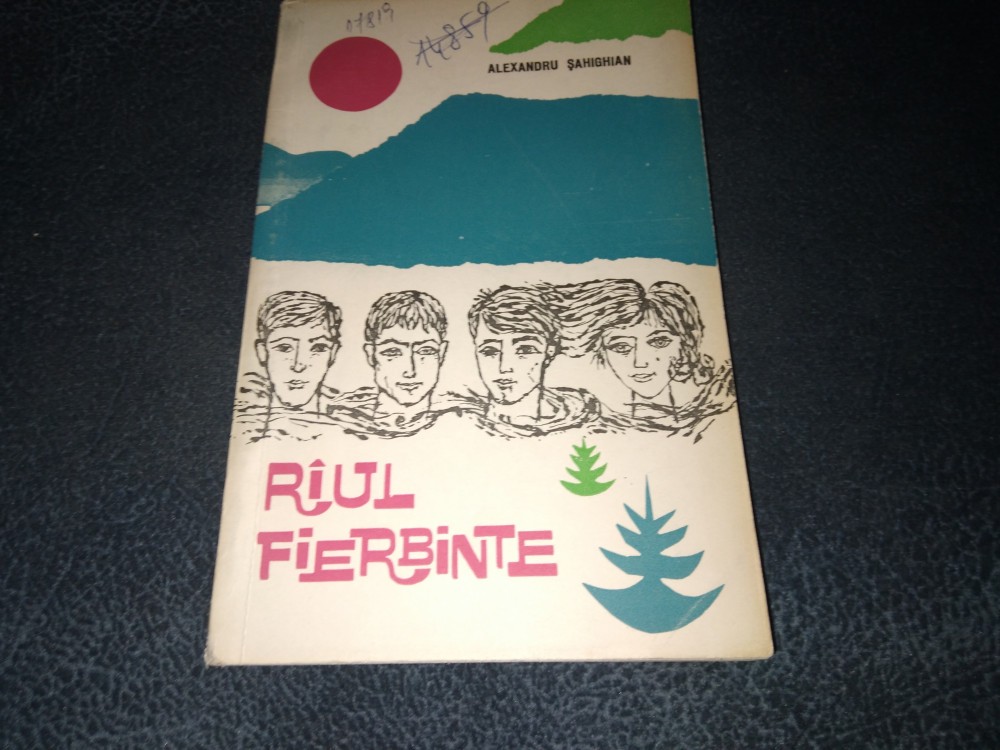 07819
14859
ALEXANDRU ŞAHIGHIAN
RÎUL
FIERBINTE